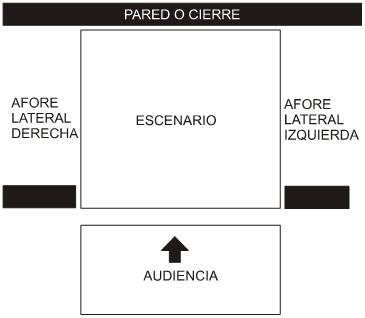 PARED O CIERRE
AFORE
LATERAL
DERECHA
ESCENARIO
AFORE
LATERAL
IZQUIERDA
AUDIENCIA